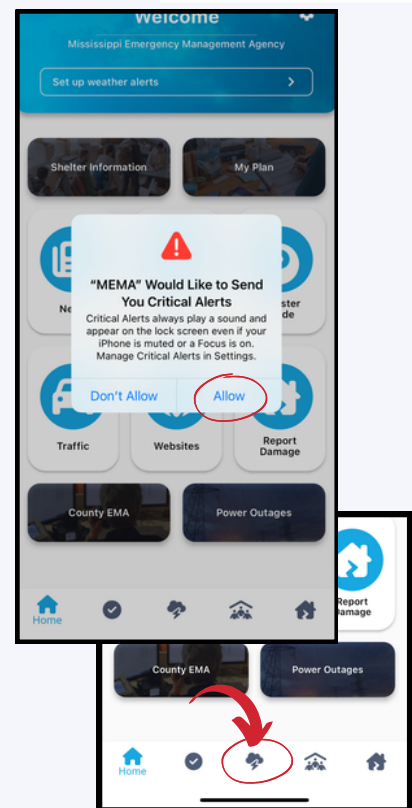 Welcome
Mississippi Emergency Management Agency
Set up weather alerts
Shelter Information
My Plan
"MEMA" Would Like to Send
You Critical Alerts
Critical Alerts always play a sound and
appear on the lock screen even if your
iPhone is muted or a Focus is on.
Manage Critical Alerts in Settings.
Don't Allow
Allow
Traffic
Websites
Report
Damage
County EMA
Power Outages
Home
Report
Damage
County EMA
Power Outages
Home